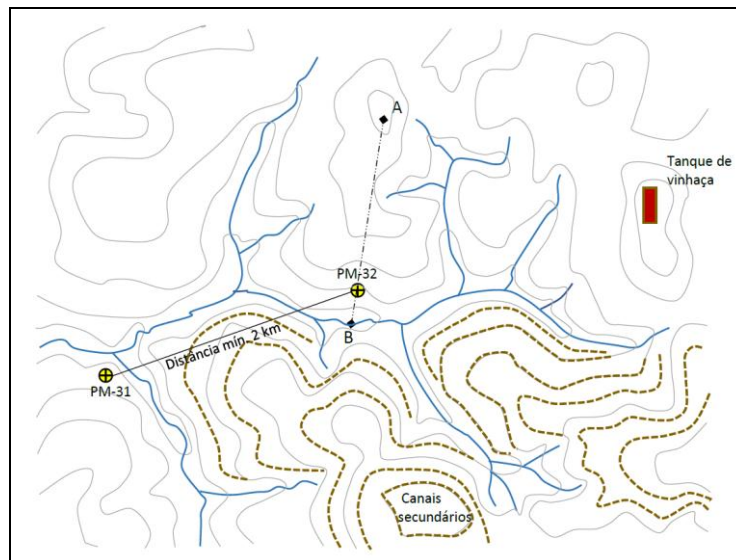 A
Tanque de
vinhaça
PM-32
Distância mín. 2 km
B
PM-31
Canais
secundários